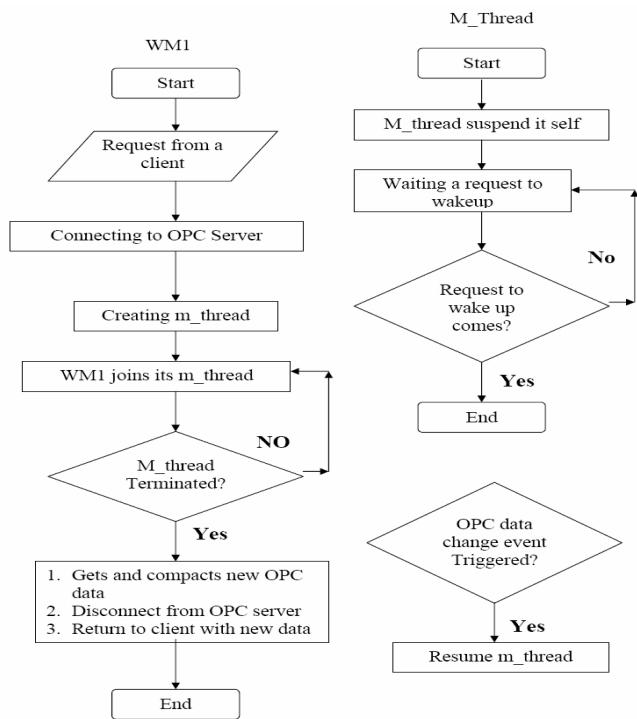 WM1
Start
Request from a
client
Connecting to OPC Server
Creating m_thread
WM1 joins its m_thread
NO
M_thread
Terminated?
Yes
1. Gets and compacts new OPC
data
2. Disconnect from OPC server
3. Return to client with new data
End
M_Thread
Start
M_thread suspend it self
Waiting a request to
wakeup
No
Request to
wake up
comes?
Yes
End
OPC data
change event
Triggered?
Yes
Resume m_thread